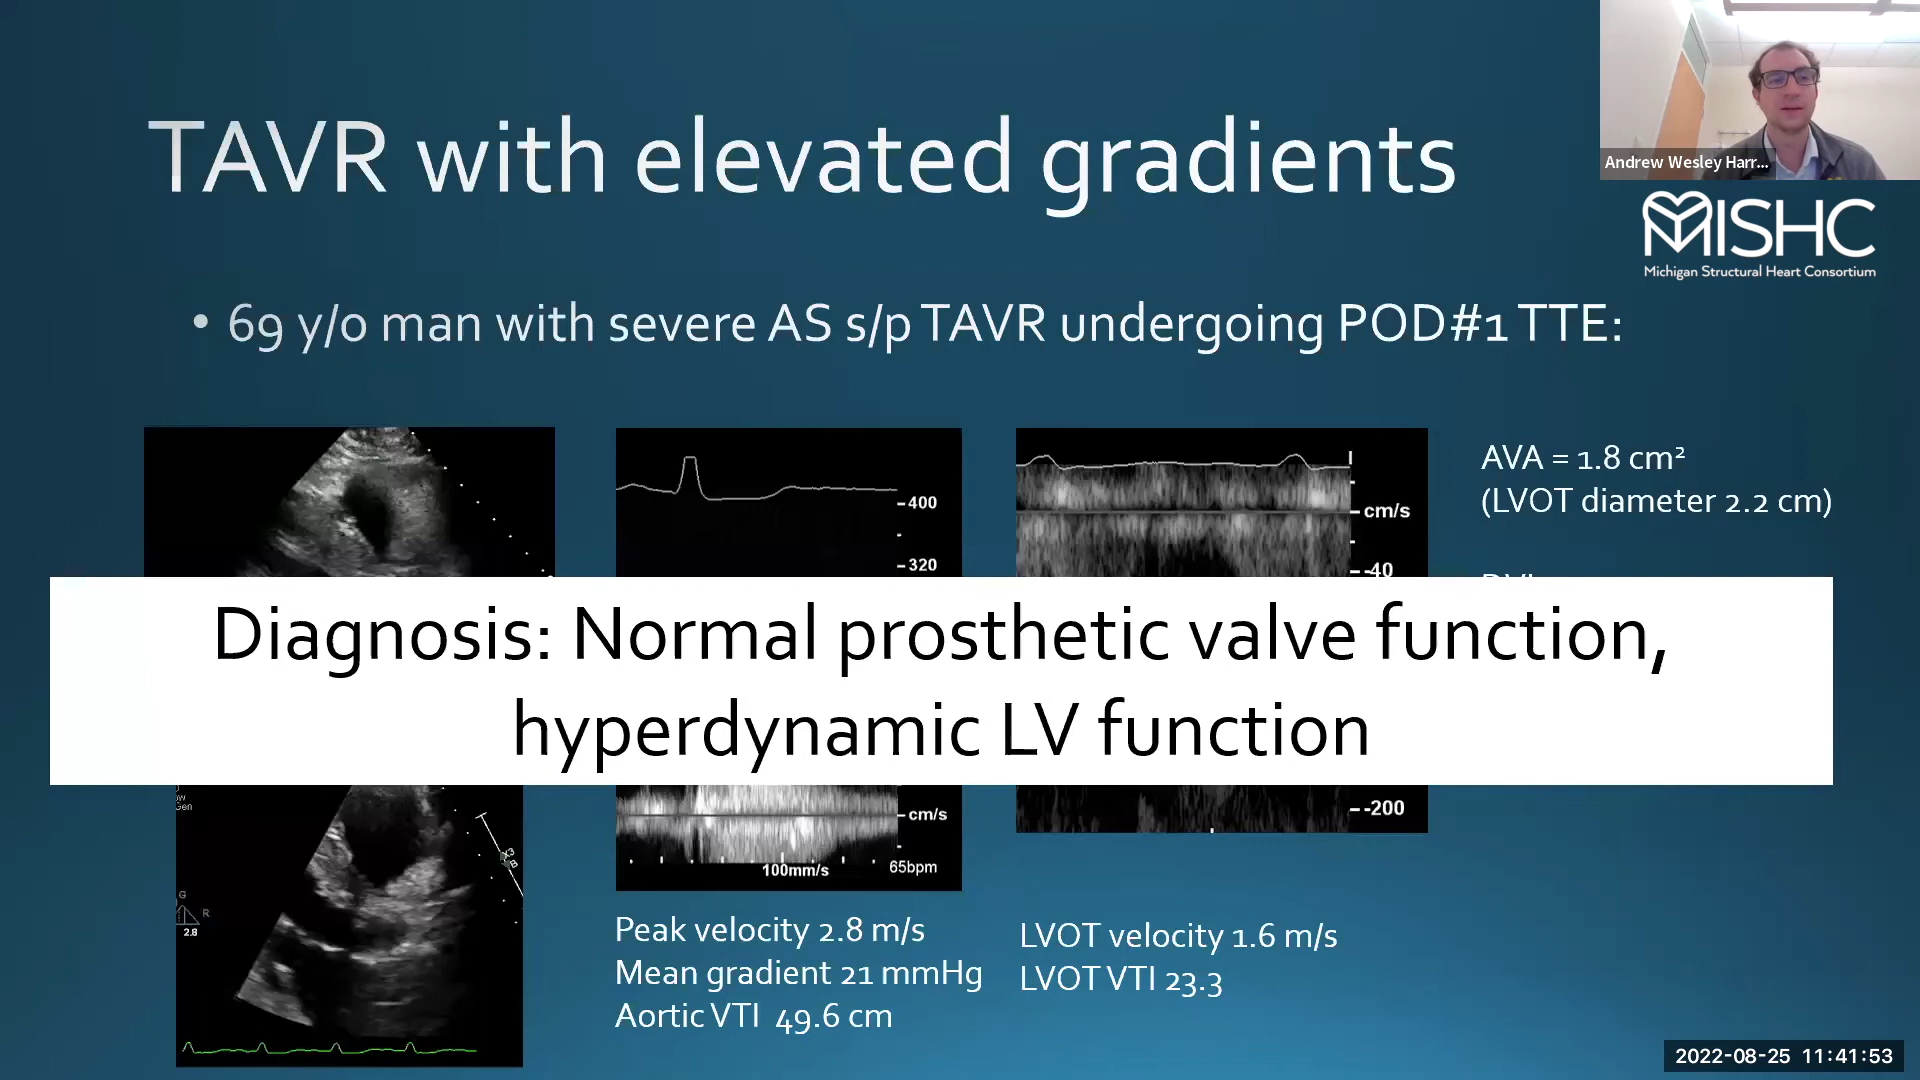 TAVR with elevated gradients
Andrew Wesley Harr...
MISHC
Michigan Structural Heart Consortium
• 69 y/o man with severe AS s/p TAVR undergoing POD#1 TTE:
400
320
cm/s
-40
AVA = 1.8 cm²
(LVOT diameter 2.2 cm)
Diagnosis: Normal prosthetic valve function,
hyperdynamic LV function
Gen
G
R
2.8
cm/s
100mm/s
65bpm
-200
Peak velocity 2.8 m/s
Mean gradient 21 mmHg
Aortic VTI 49.6 cm
LVOT velocity 1.6 m/s
LVOT VTI 23.3
2022-08-25 11:41:53